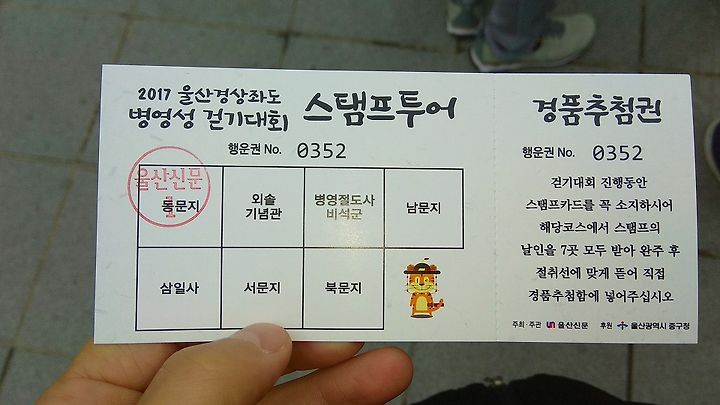 2017 울산경상좌도
병영성 걷기대회 스탬프투어
행운권 No. 0352
울산신문
1
동문지
외솔
기념관
병영절도사
비석군
남문지
삼일사
서문지
북문지
경품추첨권
행운권 No. 0352
걷기대회 진행동안
스탬프카드를 꼭 소지하시어
해당코스에서 스탬프의
날인을 7곳 모두 받아 완주 후
절취선에 맞게 뜯어 직접
경품추첨함에 넣어주십시오
주최·주관 un 울산신문 후원 울산광역시 중구청